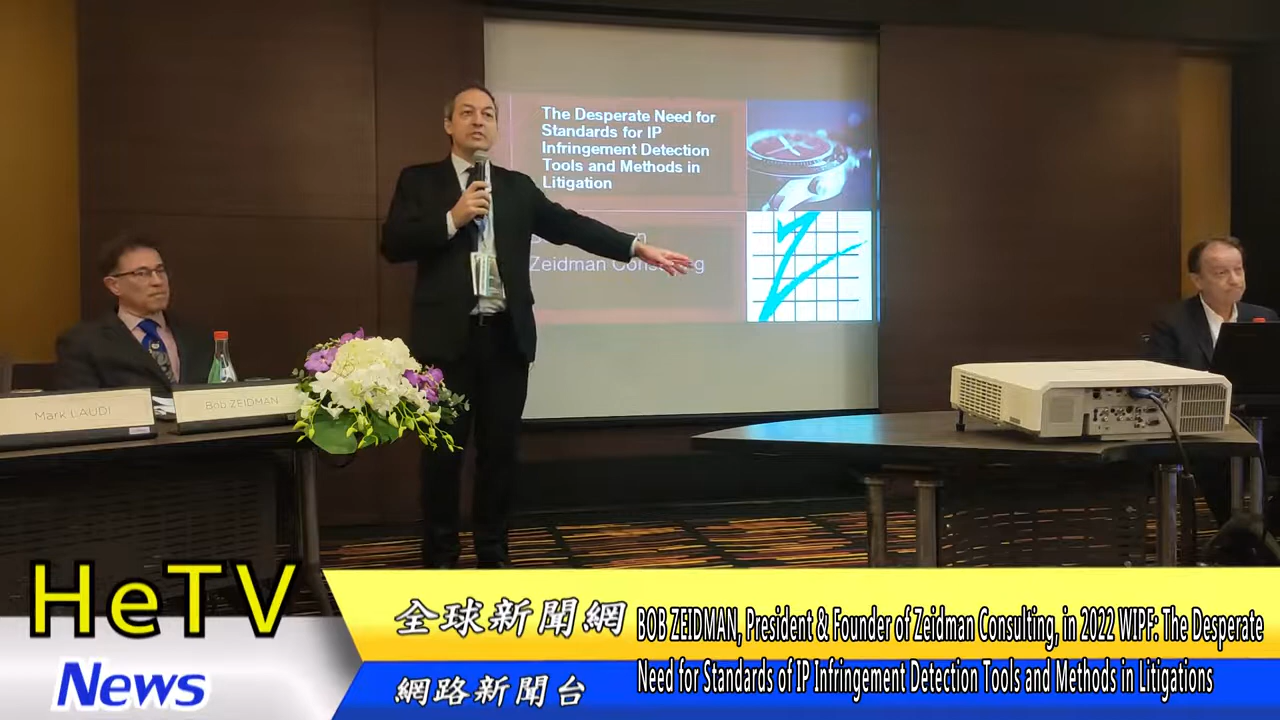 The Desperate Need for
Standards for IP
Infringement Detection
Tools and Methods in
Litigation
Zeidman Consulting
Mark LAUDI
Bob ZEIDMAN
HeTV
News
全球新聞網
網路新聞台
BOB ZEIDMAN, President & Founder of Zeidman Consulting, in 2022 WIPF: The Desperate
Need for Standards of IP Infringement Detection Tools and Methods in Litigations